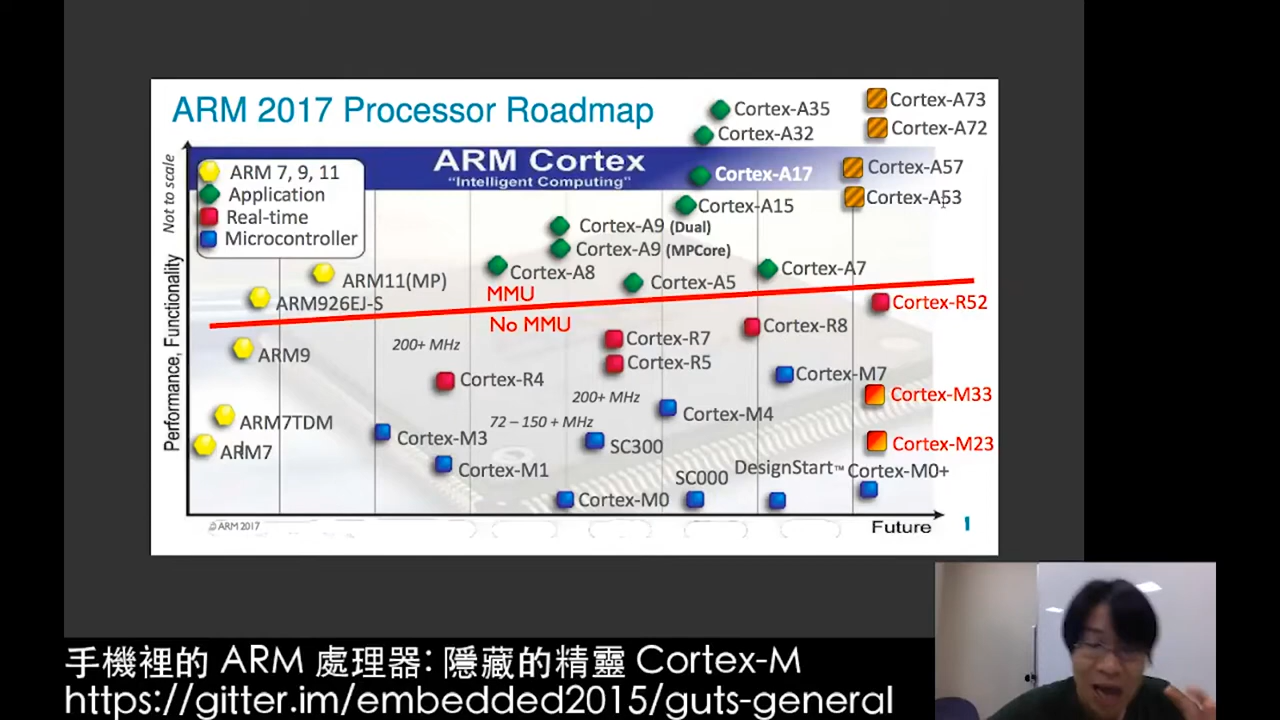 ARM 2017 Processor Roadmap
Cortex-A35
Cortex-A73
Cortex-A32
Cortex-A72
Not to scale
ARM Cortex
"Intelligent Computing"
Cortex-A17
Cortex-A57
ARM 7, 9, 11
Application
Real-time
Microcontroller
Cortex-A15
Cortex-A53
Cortex-A9 (Dual)
Cortex-A9 (MPCore)
Performance, Functionality
ARM11(MP)
Cortex-A8
Cortex-A5
Cortex-A7
MMU
ARM926EJ-S
Cortex-R52
No MMU
Cortex-R8
Cortex-R7
200+ MHz
ARM9
Cortex-R5
Cortex-R4
Cortex-M7
200+ MHz
Cortex-M33
ARM7TDM
72 – 150 + MHz
Cortex-M4
Cortex-M3
SC300
Cortex-M23
ARM7
Cortex-M1
SC000
DesignStart™
Cortex-M0+
Cortex-M0
© ARM 2017
Future
1
手機裡的 ARM 處理器: 隱藏的精靈 Cortex-M
https://gitter.im/embedded2015/guts-general